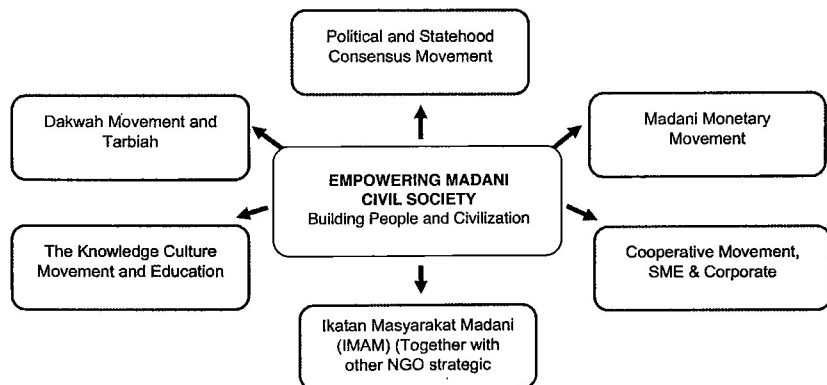 Political and Statehood
Consensus Movement
Dakwah Movement and
Tarbiah
Madani Monetary
Movement
EMPOWERING MADANI
CIVIL SOCIETY
Building People and Civilization
The Knowledge Culture
Movement and Education
Cooperative Movement,
SME & Corporate
Ikatan Masyarakat Madani
(IMAM) (Together with
other NGO strategic